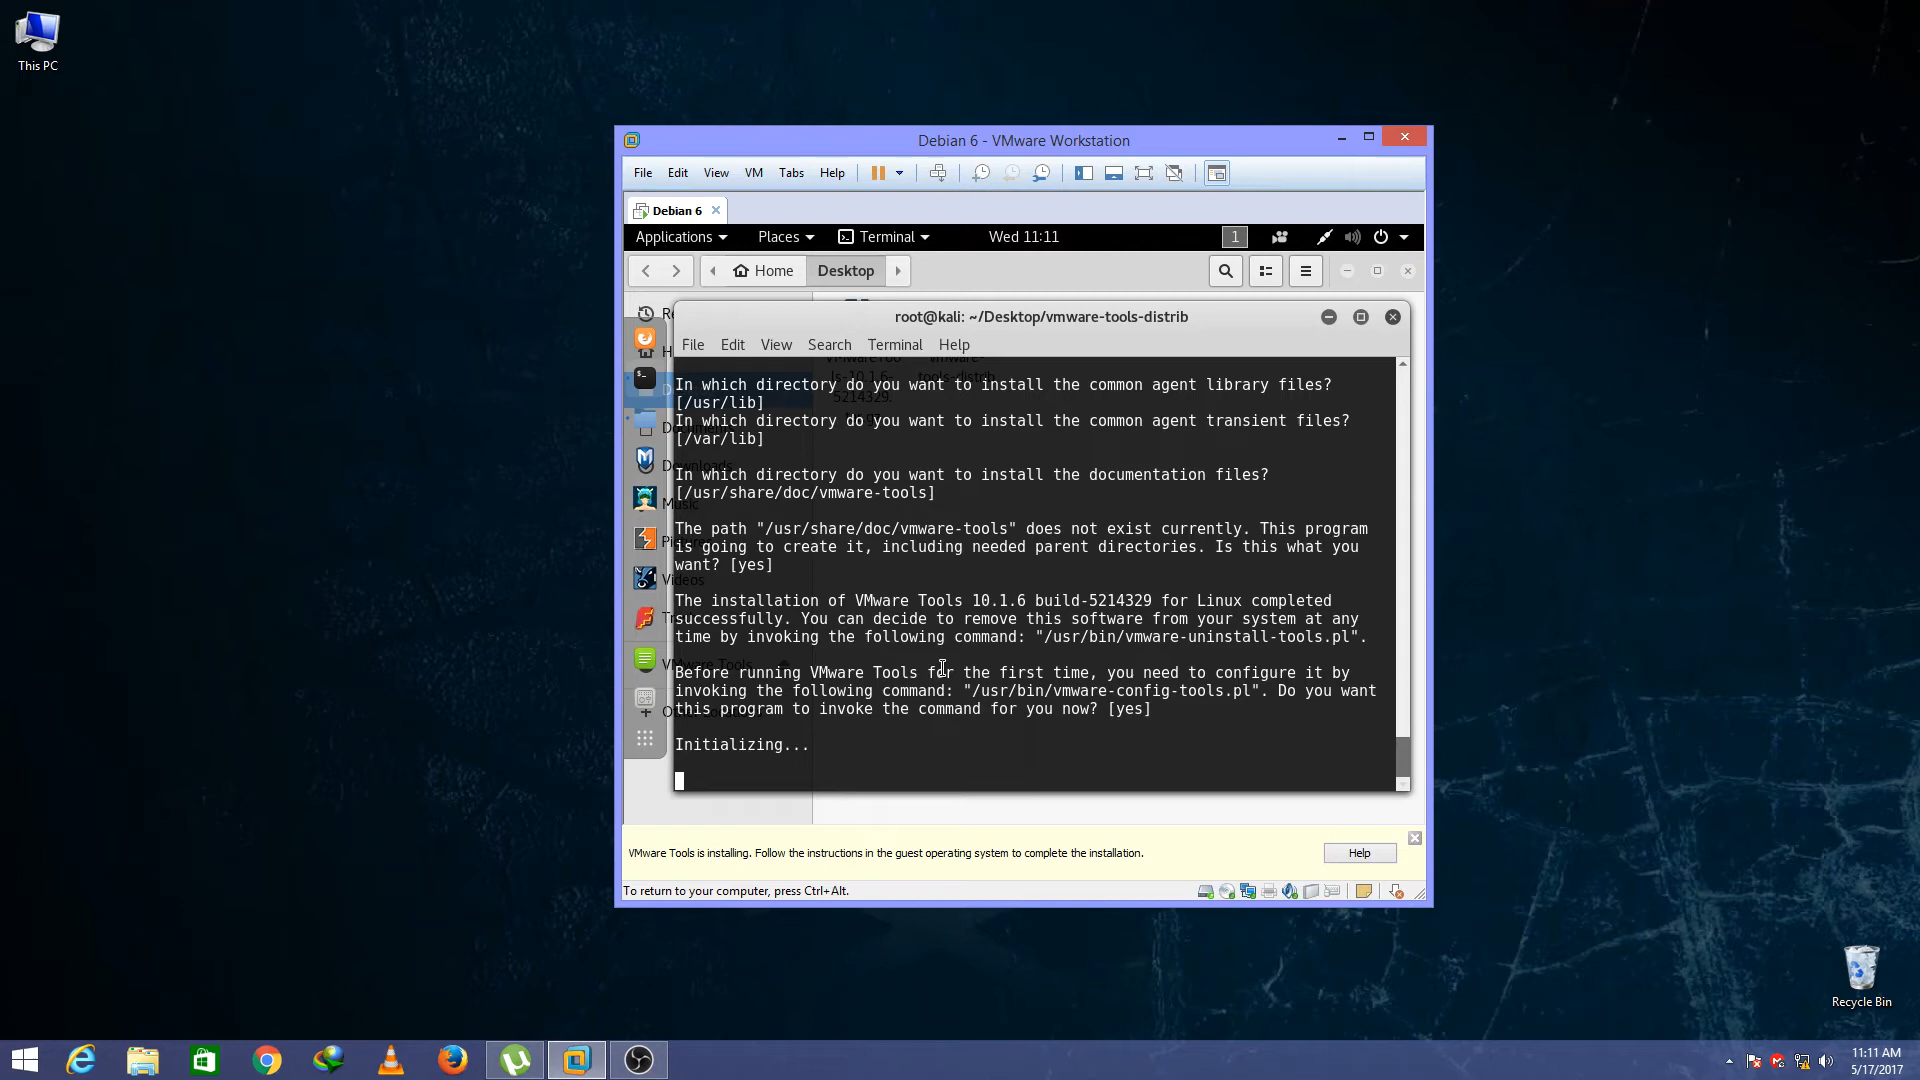 This PC
Debian 6 - VMware Workstation
File Edit View VM Tabs Help
Debian 6
Applications Places Terminal Wed 11:11 1
Home Desktop
root@kali: ~/Desktop/vmware-tools-distrib
File Edit View Search Terminal Help
In which directory do you want to install the common agent library files?
[/usr/lib]
In which directory do you want to install the common agent transient files?
[/var/lib]
In which directory do you want to install the documentation files?
[/usr/share/doc/vmware-tools]
The path "/usr/share/doc/vmware-tools" does not exist currently. This program
is going to create it, including needed parent directories. Is this what you
want? [yes]
The installation of VMware Tools 10.1.6 build-5214329 for Linux completed
successfully. You can decide to remove this software from your system at any
time by invoking the following command: "/usr/bin/vmware-uninstall-tools.pl".
Before running VMware Tools for the first time, you need to configure it by
invoking the following command: "/usr/bin/vmware-config-tools.pl". Do you want
this program to invoke the command for you now? [yes]
Initializing...
Downloads
Music
Videos
VMware Tools
5214329.
tools-distrib
VMware Tools is installing. Follow the instructions in the guest operating system to complete the installation.
Help
To return to your computer, press Ctrl+Alt.
Recycle Bin
11:11 AM
5/17/2017